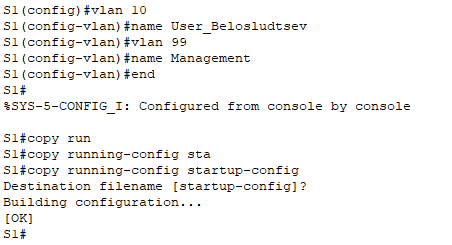 S1(config)#vlan 10
S1(config-vlan)#name User_Belosludtsev
S1(config-vlan)#vlan 99
S1(config-vlan)#name Management
S1(config-vlan)#end
S1#
%SYS-5-CONFIG_I: Configured from console by console
S1#copy run
S1#copy running-config sta
S1#copy running-config startup-config
Destination filename [startup-config]?
Building configuration...
[OK]
S1#